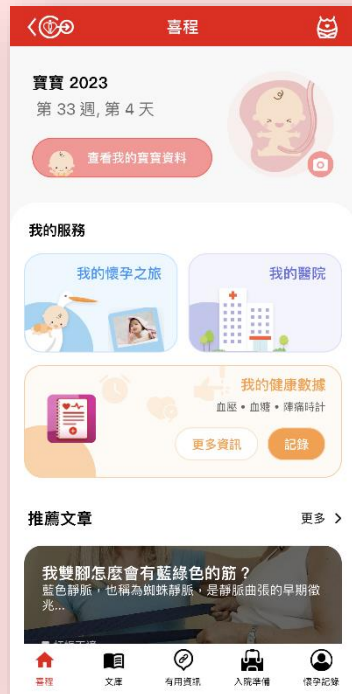 喜程
寶寶 2023
第 33 週, 第 4 天
查看我的寶寶資料
我的服務
我的懷孕之旅
我的醫院
我的健康數據
血壓 • 血糖 • 陣痛時計
更多資訊
記錄
推薦文章
更多
我雙腳怎麼會有藍綠色的筋？
藍色靜脈，也稱為蜘蛛靜脈，是靜脈曲張的早期徵
兆...
喜程
文庫
有用資訊
入院準備
懷孕記錄